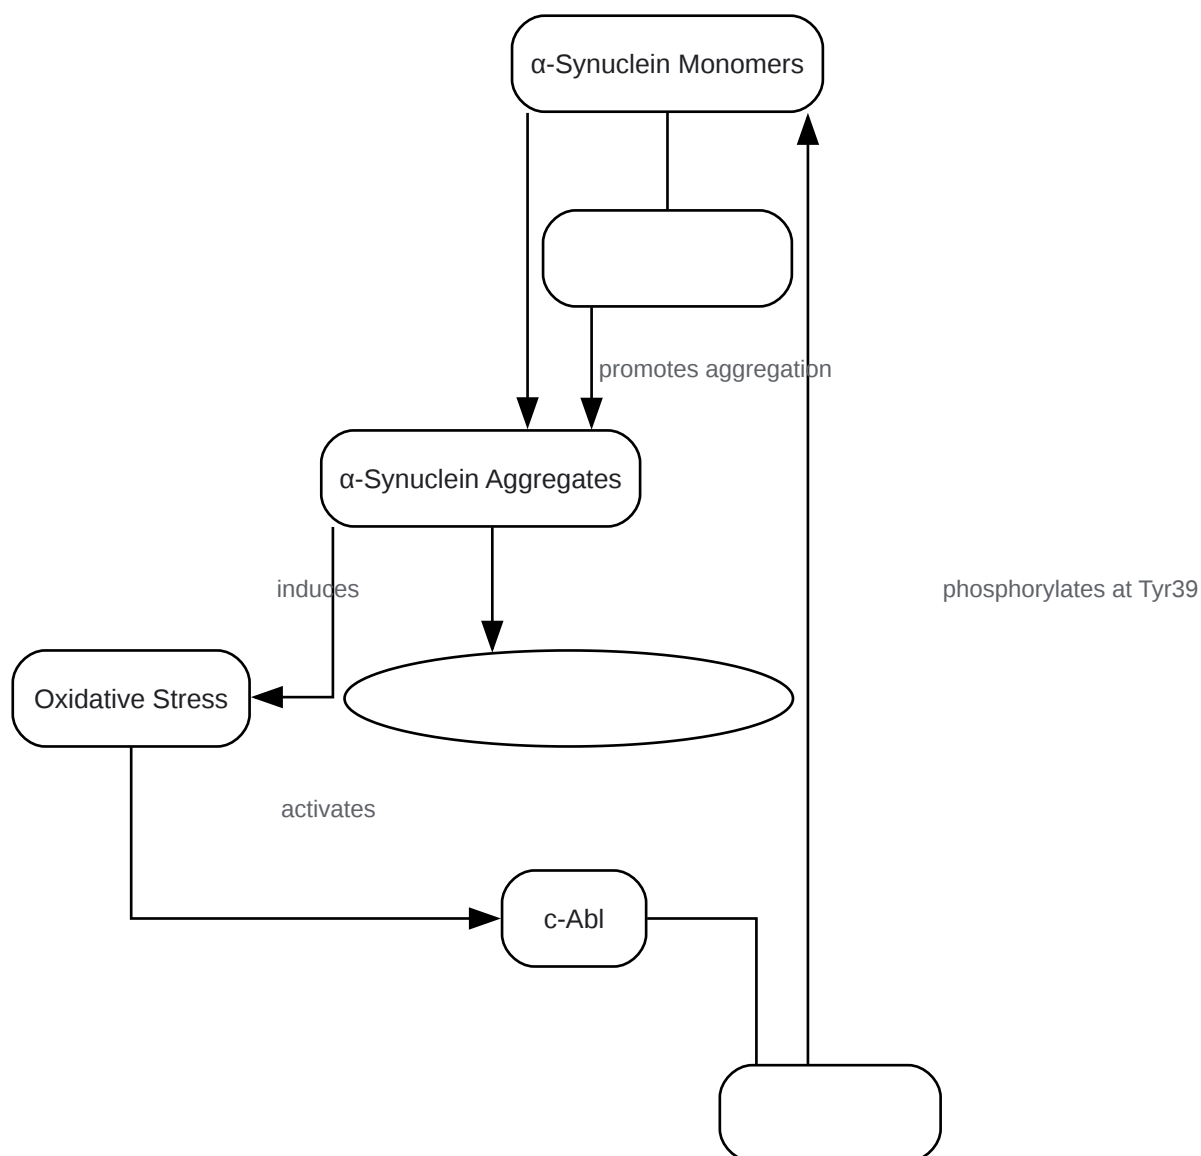 α-Synuclein Monomers
promotes aggregation
α-Synuclein Aggregates
induces
phosphorylates at Tyr39
Oxidative Stress
activates
c-Abl